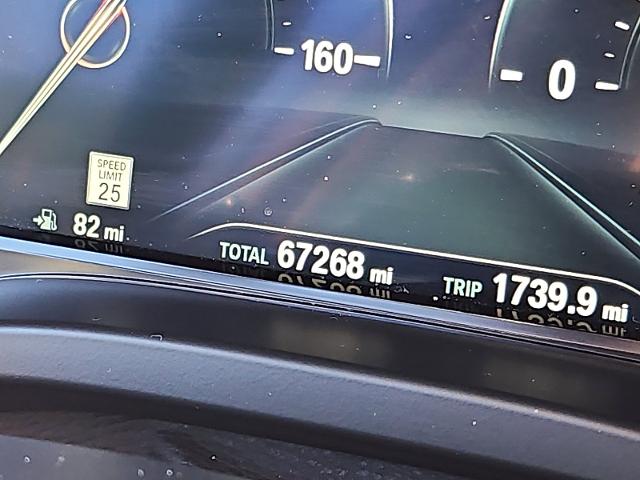 160
0
SPEED
LIMIT
25
82 mi
TOTAL 67268 mi
TRIP 1739.9 mi